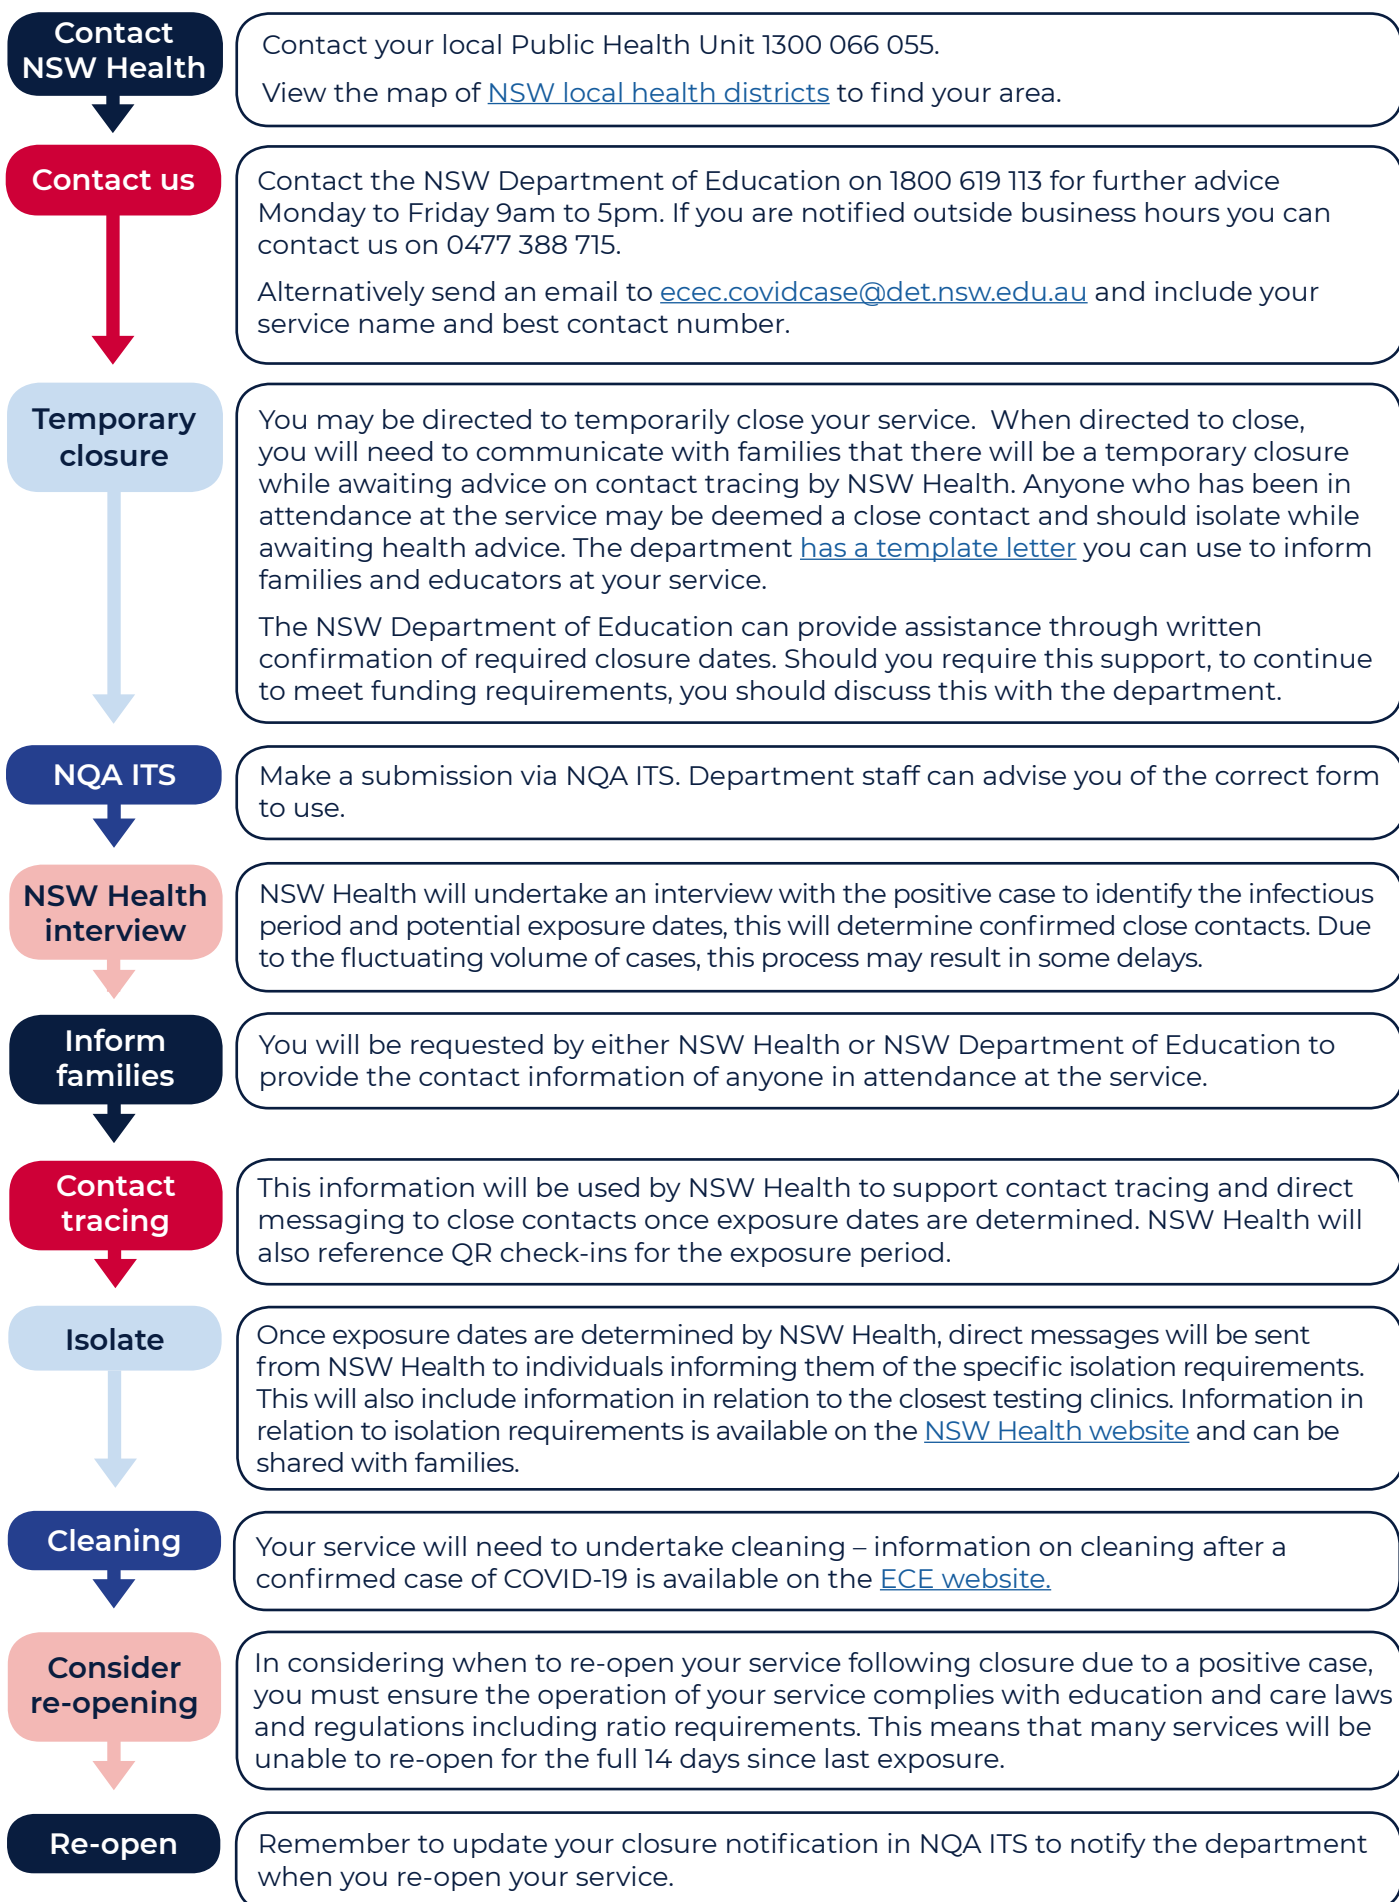 Contact
NSW Health
Contact your local Public Health Unit 1300 066 055.
View the map of NSW local health districts to find your area.
Contact us
Contact the NSW Department of Education on 1800 619 113 for further advice
Monday to Friday 9am to 5pm. If you are notified outside business hours you can
contact us on 0477 388 715.
Alternatively send an email to ecec.covidcase@det.nsw.edu.au and include your
service name and best contact number.
Temporary
closure
You may be directed to temporarily close your service.  When directed to close,
you will need to communicate with families that there will be a temporary closure
while awaiting advice on contact tracing by NSW Health. Anyone who has been in
attendance at the service may be deemed a close contact and should isolate while
awaiting health advice. The department has a template letter you can use to inform
families and educators at your service.
The NSW Department of Education can provide assistance through written
confirmation of required closure dates. Should you require this support, to continue
to meet funding requirements, you should discuss this with the department.
NQA ITS
Make a submission via NQA ITS. Department staff can advise you of the correct form
to use.
NSW Health
interview
NSW Health will undertake an interview with the positive case to identify the infectious
period and potential exposure dates, this will determine confirmed close contacts. Due
to the fluctuating volume of cases, this process may result in some delays.
Inform
families
You will be requested by either NSW Health or NSW Department of Education to
provide the contact information of anyone in attendance at the service.
Contact
tracing
This information will be used by NSW Health to support contact tracing and direct
messaging to close contacts once exposure dates are determined. NSW Health will
also reference QR check-ins for the exposure period.
Isolate
Once exposure dates are determined by NSW Health, direct messages will be sent
from NSW Health to individuals informing them of the specific isolation requirements.
This will also include information in relation to the closest testing clinics. Information in
relation to isolation requirements is available on the NSW Health website and can be
shared with families.
Cleaning
Your service will need to undertake cleaning – information on cleaning after a
confirmed case of COVID-19 is available on the ECE website.
Consider
re-opening
In considering when to re-open your service following closure due to a positive case,
you must ensure the operation of your service complies with education and care laws
and regulations including ratio requirements. This means that many services will be
unable to re-open for the full 14 days since last exposure.
Re-open
Remember to update your closure notification in NQA ITS to notify the department
when you re-open your service.